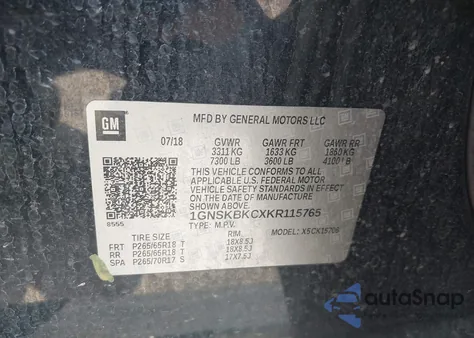 GM
MFD BY GENERAL MOTORS LLC
07/18 GVWR GAWR FRT GAWR RR
3311 KG 1633 KG 1860 KG
7300 LB 3600 LB 4100 LB
THIS VEHICLE CONFORMS TO ALL
APPLICABLE U.S. FEDERAL MOTOR
VEHICLE SAFETY
THEFT PREVENTION STANDARDS IN EFFECT ON THE
DATE OF MANUFACTURE SHOWN ABOVE.
1GNSKBKCXKR115765
TYPE: M.P.V. MODEL:
TIRE SIZE RIM
FRT P265/65R18 T 18X8.5J
RR P265/65R18 T 18X8.5J
SPA P265/70R17 S 17X7.5J
autoSnap